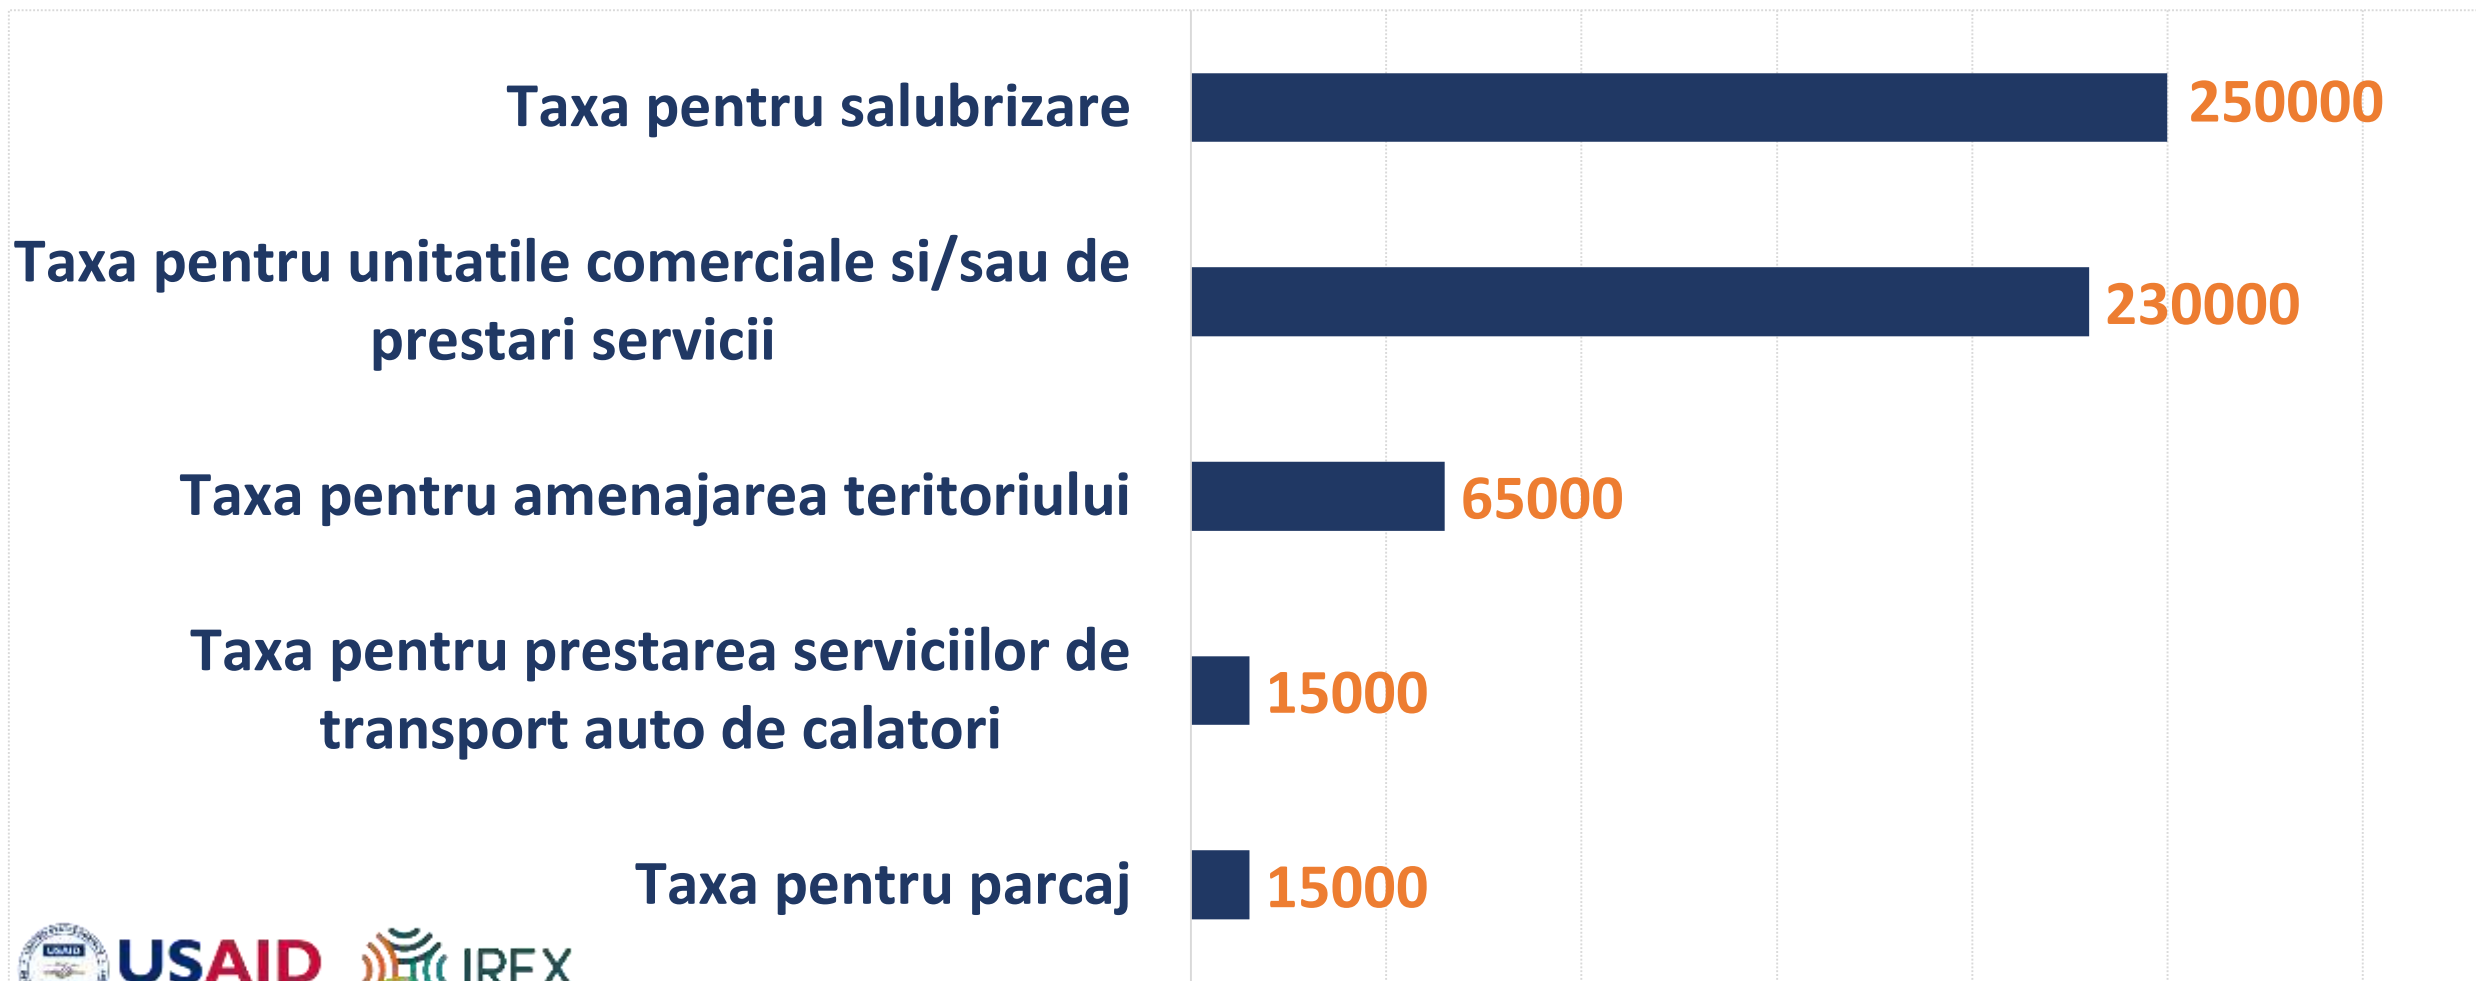 Taxa pentru salubrizare
250000
Taxa pentru unitatile comerciale si/sau de
prestari servicii
230000
Taxa pentru amenajarea teritoriului
65000
Taxa pentru prestarea serviciilor de
transport auto de calatori
15000
Taxa pentru parcaj
15000
USAID
USAID
IREX